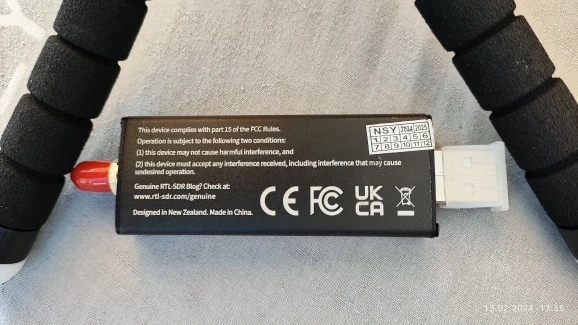 This device complies with part 15 of the FCC Rules.
Operation is subject to the following two conditions:
(1) this device may not cause harmful interference, and
(2) this device must accept any interference received, including interference that may cause
undesired operation.
Genuine RTL-SDR Blog? Check at:
www.rtl-sdr.com/genuine
Designed in New Zealand. Made in China.
NSY 2024 2025
1 2 3 4 5 6
7 8 9 10 11 12
CE FC UK
CA
13.02.2024 13:35